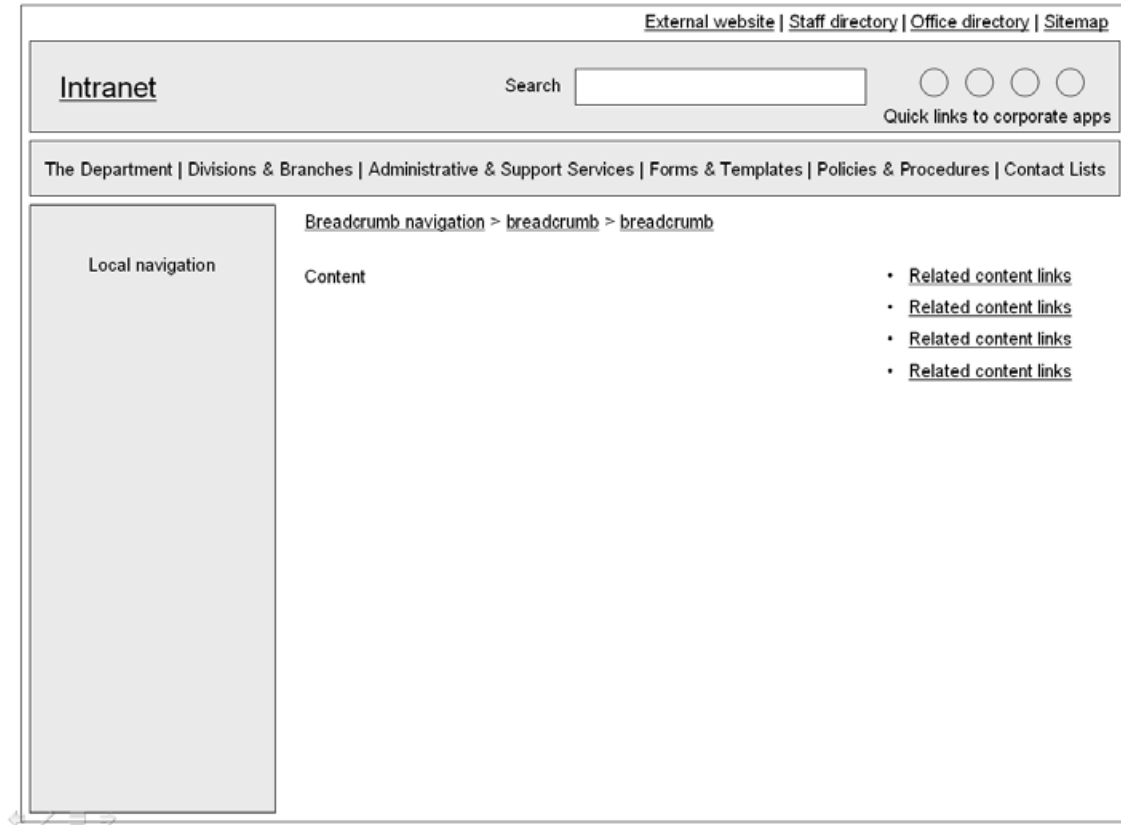 External website | Staff directory | Office directory | Sitemap
Intranet
Search
Quick links to corporate apps
The Department | Divisions & Branches | Administrative & Support Services | Forms & Templates | Policies & Procedures | Contact Lists
Breadcrumb navigation > breadcrumb > breadcrumb
Local navigation
Content
• Related content links
• Related content links
• Related content links
• Related content links